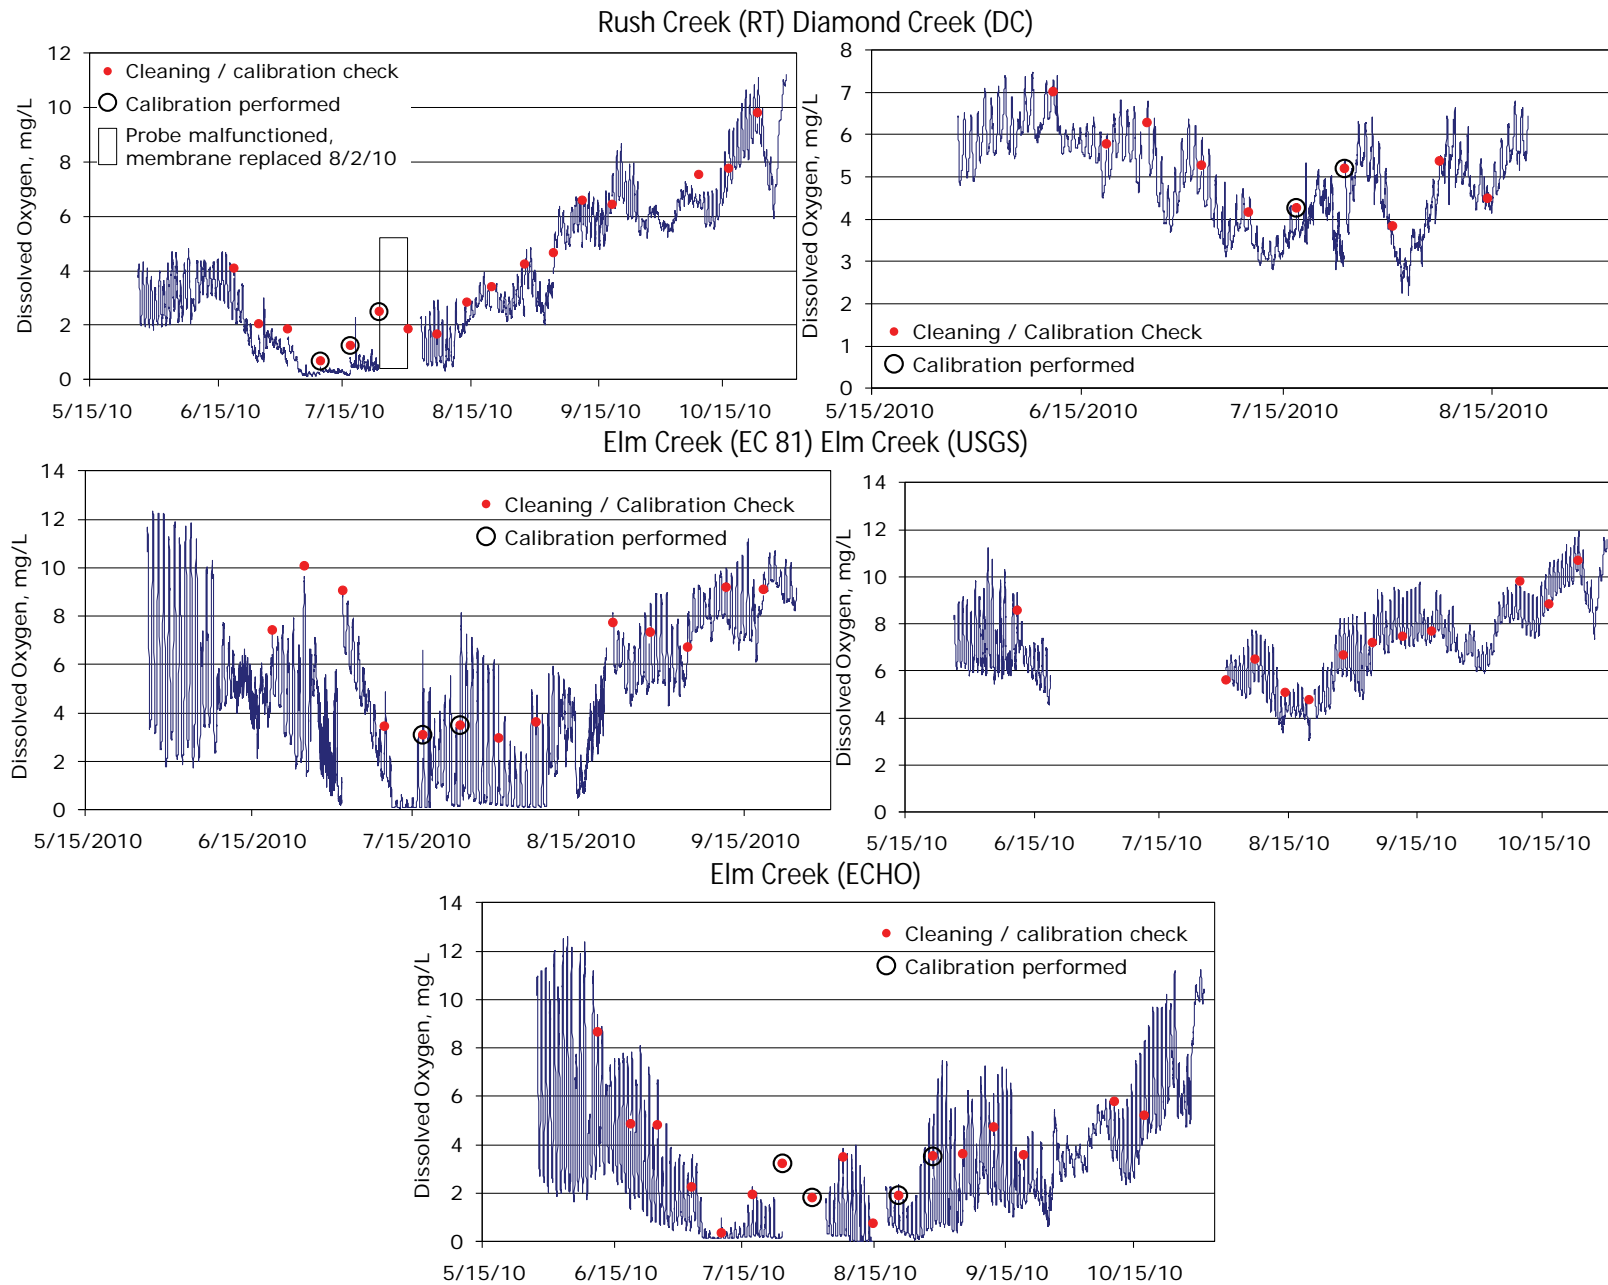 Rush Creek (RT) Diamond Creek (DC)
Dissolved Oxygen, mg/L
12
10
8
6
4
2
0
Cleaning / calibration check
Calibration performed
Probe malfunctioned,
membrane replaced 8/2/10
5/15/10 6/15/10 7/15/10 8/15/10 9/15/10 10/15/10
Dissolved Oxygen, mg/L
8
7
6
5
4
3
2
1
0
Cleaning / Calibration Check
Calibration performed
5/15/2010 6/15/2010 7/15/2010 8/15/2010
Elm Creek (EC 81) Elm Creek (USGS)
Dissolved Oxygen, mg/L
14
12
10
8
6
4
2
0
Cleaning / Calibration Check
Calibration performed
5/15/2010 6/15/2010 7/15/2010 8/15/2010 9/15/2010
Dissolved Oxygen, mg/L
14
12
10
8
6
4
2
0
5/15/10 6/15/10 7/15/10 8/15/10 9/15/10 10/15/10
Elm Creek (ECHO)
Dissolved Oxygen, mg/L
14
12
10
8
6
4
2
0
Cleaning / calibration check
Calibration performed
5/15/10 6/15/10 7/15/10 8/15/10 9/15/10 10/15/10